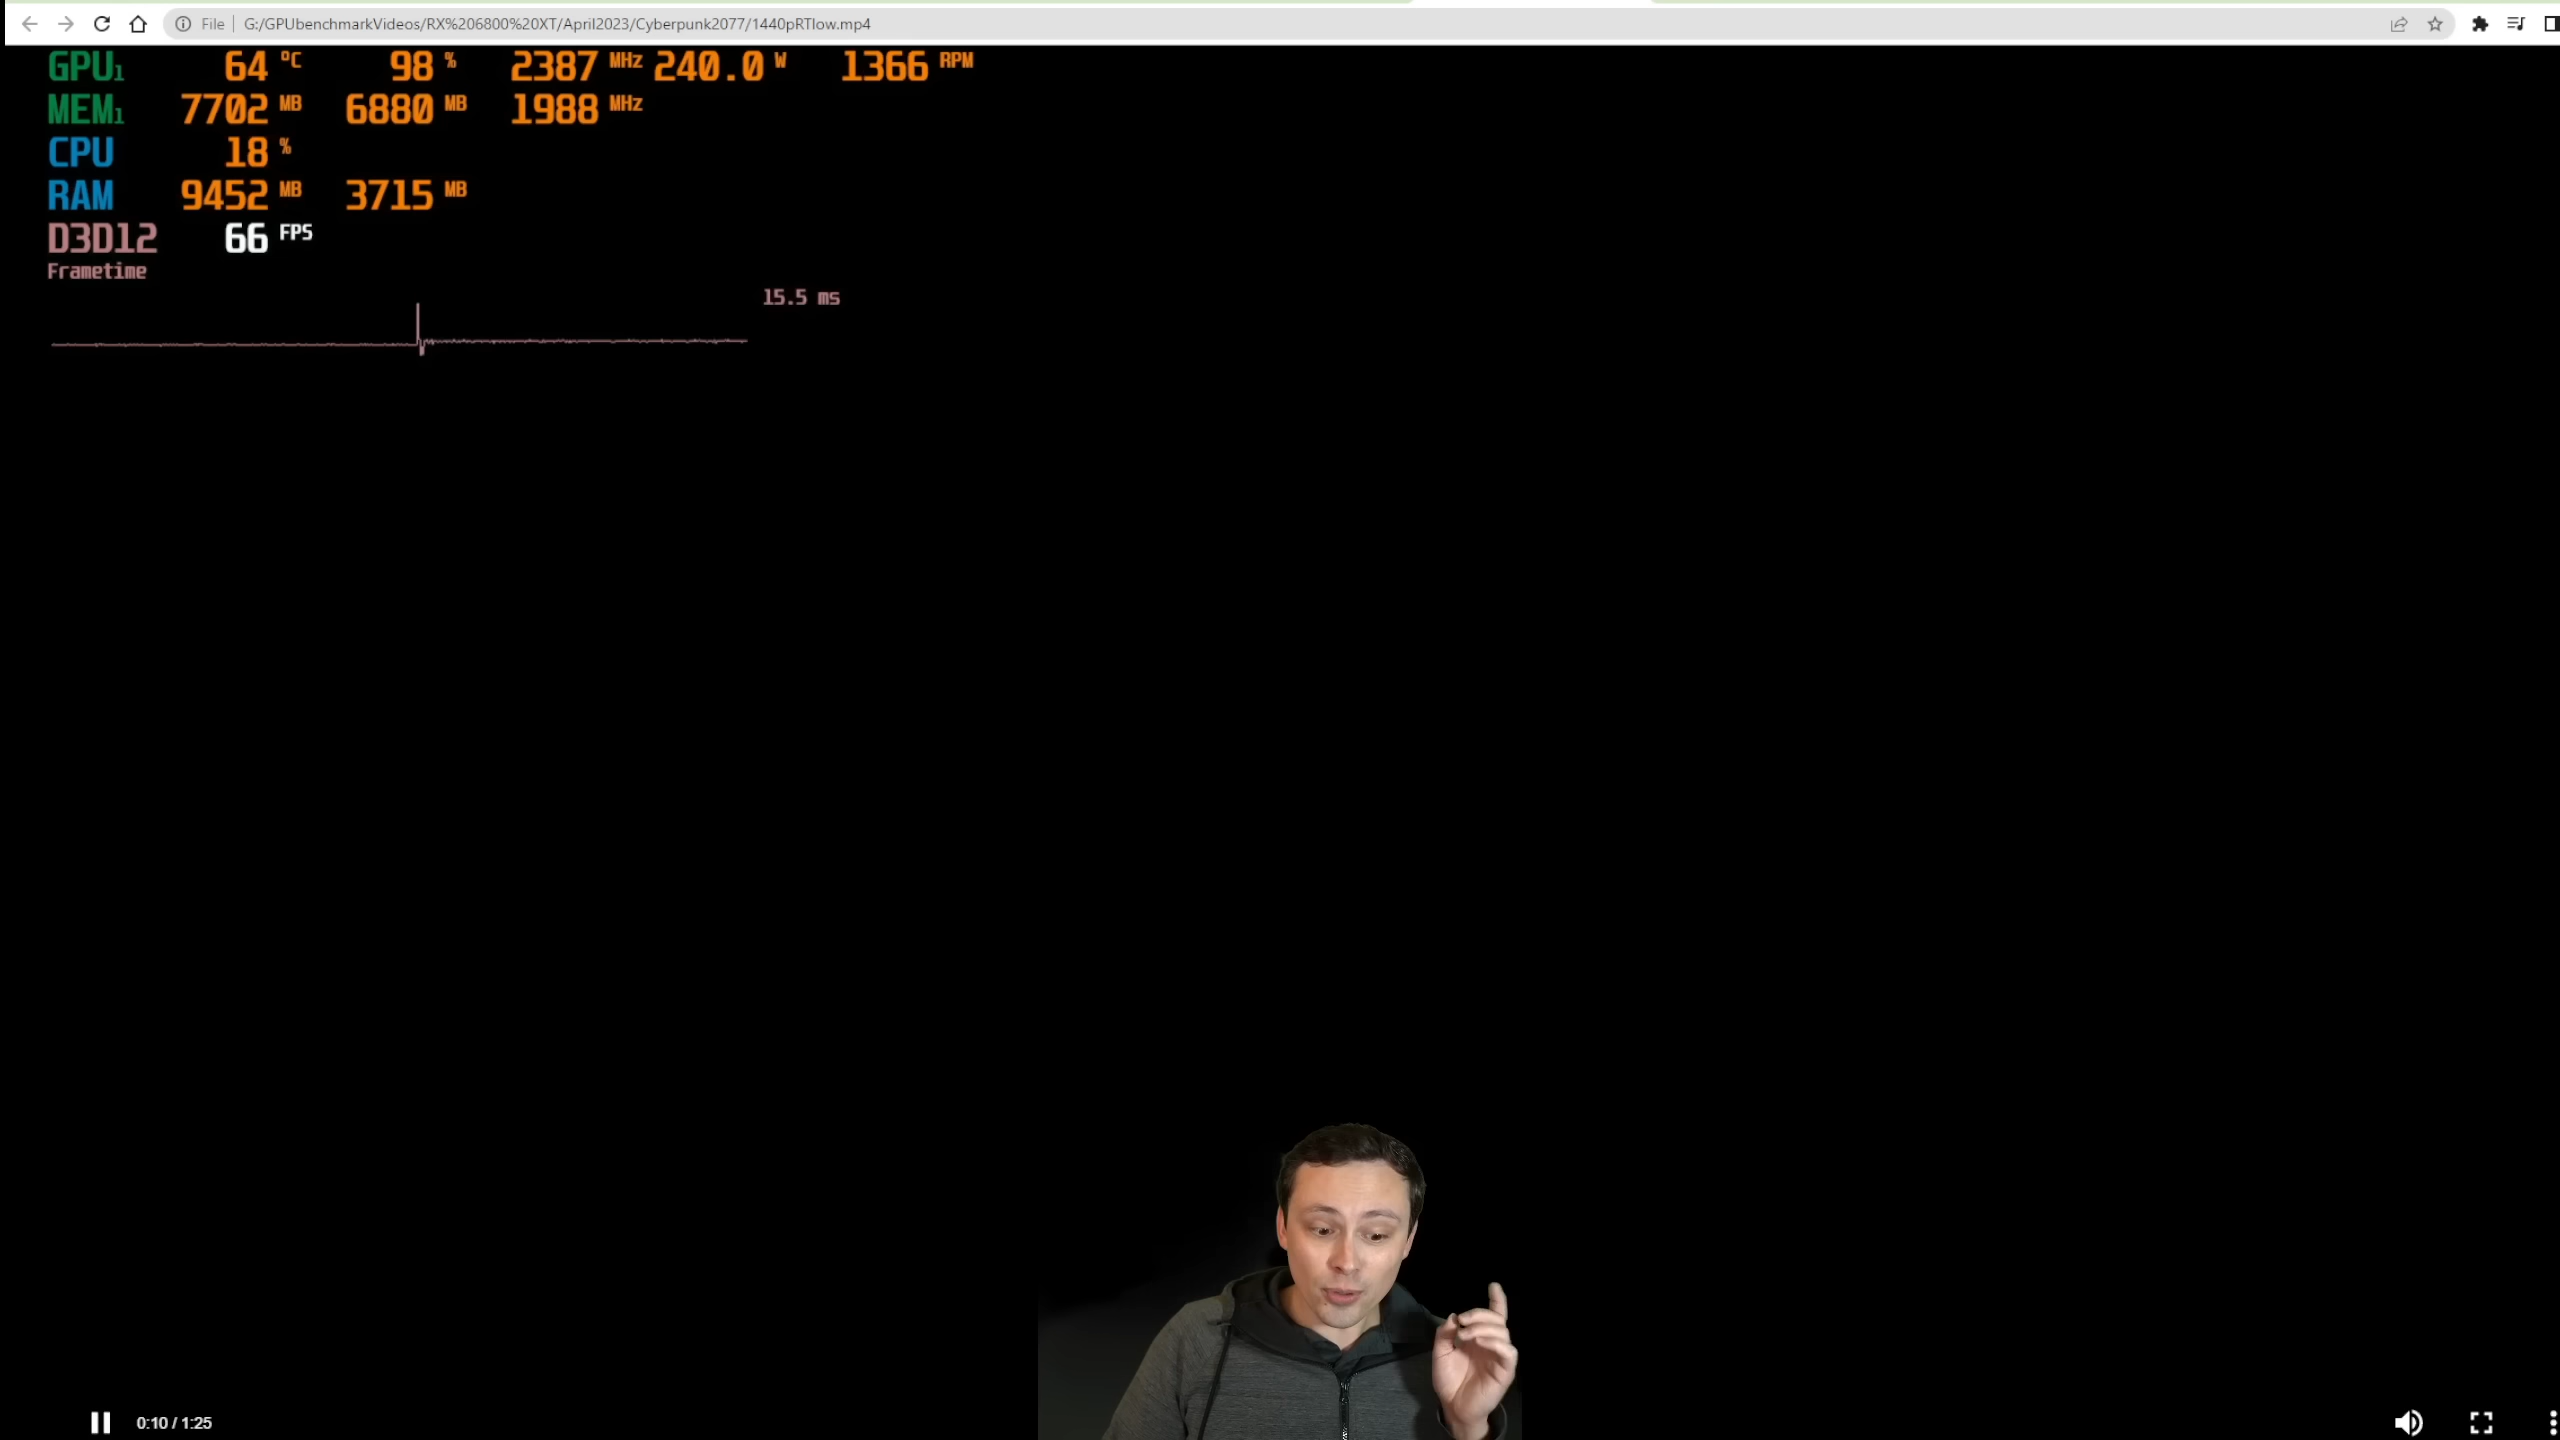 File G:/GPUbenchmarkVideos/RX%206800%20XT/April2023/Cyberpunk2077/1440pRTlow.mp4
GPU1 64 °C 98 % 2387 MHz 240.0 W 1366 RPM
MEM1 7702 MB 6880 MB 1988 MHz
CPU 18 %
RAM 9452 MB 3715 MB
D3D12 66 FPS
Frametime
15.5 ms
0:10 / 1:25